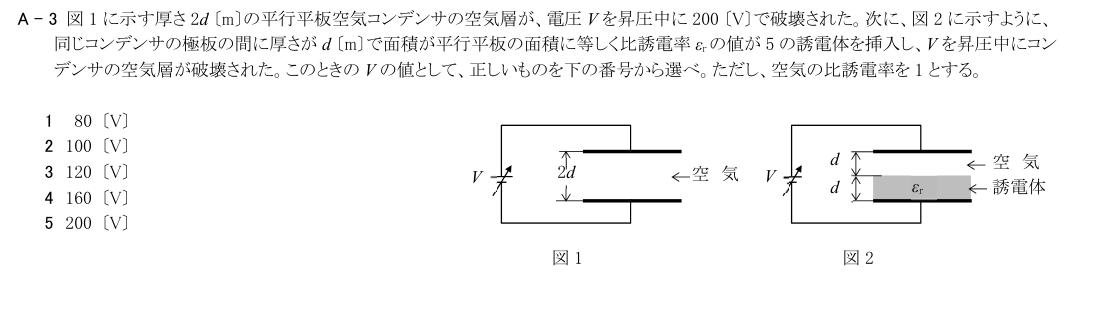 A－3 図1に示す厚さ2d〔m〕の平行平板空気コンデンサの空気層が、電圧Vを昇圧中に200〔V〕で破壊された。次に、図2に示すように、
同じコンデンサの極板の間に厚さがd〔m〕で面積が平行平板の面積に等しく比誘電率εrの値が5の誘電体を挿入し、Vを昇圧中にコン
デンサの空気層が破壊された。このときのVの値として、正しいものを下の番号から選べ。ただし、空気の比誘電率を1とする。
1 80〔V〕
2 100〔V〕
3 120〔V〕
4 160〔V〕
5 200〔V〕
V 2d ←空気
図1
V d ←空気
d εr ←誘電体
図2